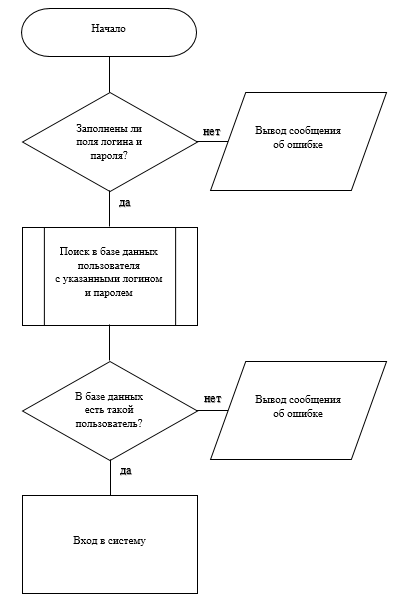 Начало
Заполнены ли
поля логина и
пароля?
нет
Вывод сообщения
об ошибке
да
Поиск в базе данных
пользователя
с указанными логином
и паролем
В базе данных
есть такой
пользователь?
нет
Вывод сообщения
об ошибке
да
Вход в систему